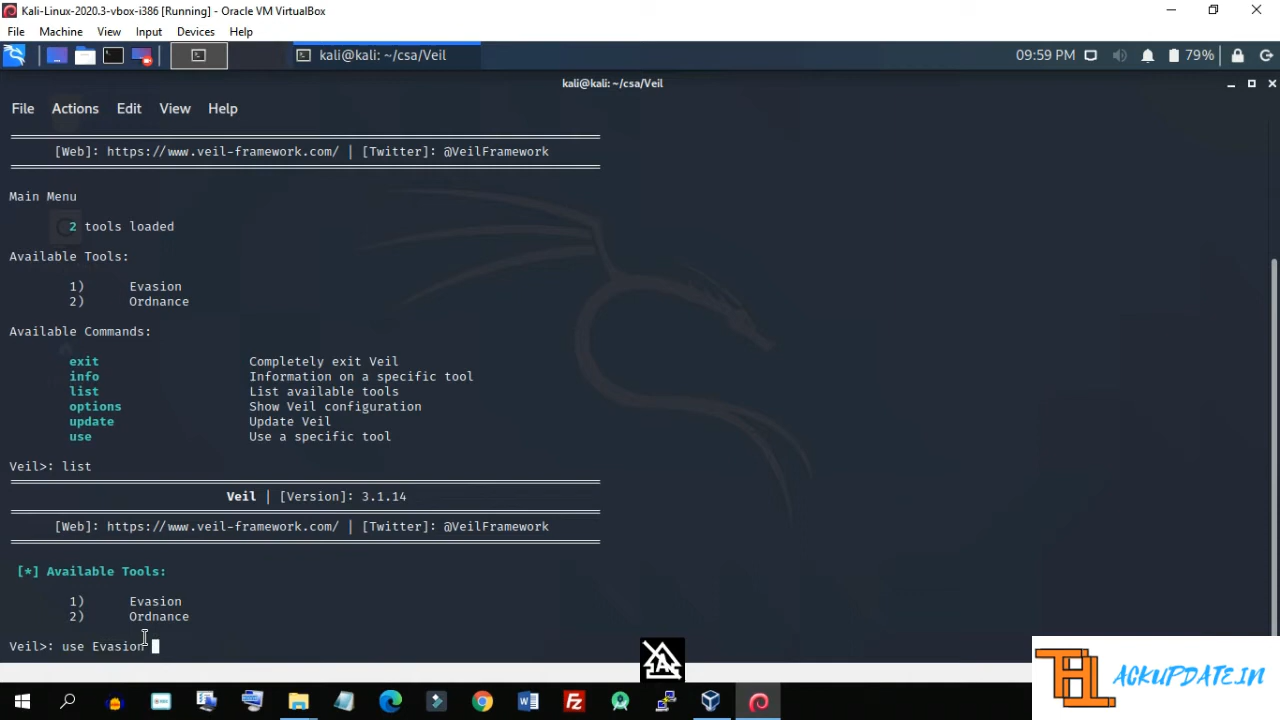 Kali-Linux-2020.3-vbox-i386 [Running] - Oracle VM VirtualBox
File Machine View Input Devices Help
kali@kali: ~/csa/Veil 09:59 PM 79%
kali@kali: ~/csa/Veil
File Actions Edit View Help
[Web]: https://www.veil-framework.com/ | [Twitter]: @VeilFramework
Main Menu
2 tools loaded
Available Tools:
1) Evasion
2) Ordnance
Available Commands:
exit Completely exit Veil
info Information on a specific tool
list List available tools
options Show Veil configuration
update Update Veil
use Use a specific tool
Veil>: list
Veil | [Version]: 3.1.14
[Web]: https://www.veil-framework.com/ | [Twitter]: @VeilFramework
[*] Available Tools:
1) Evasion
2) Ordnance
Veil>: use Evasion
ACKUPDATE.IN